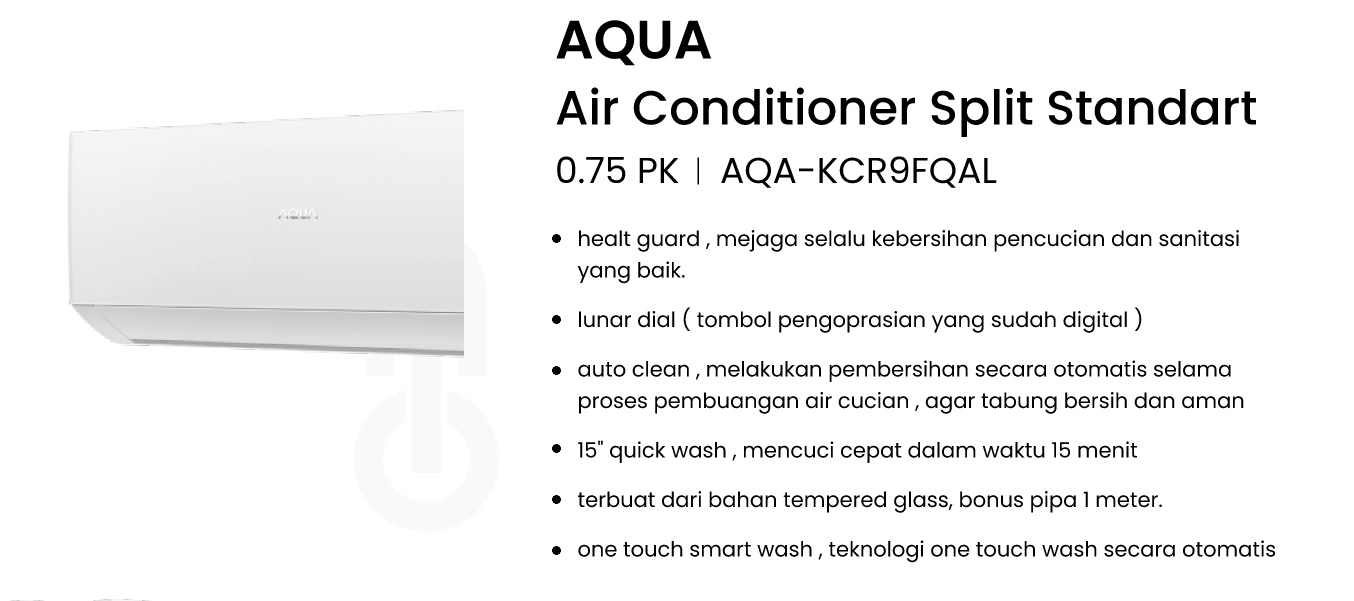 AQUA
Air Conditioner Split Standart
0.75 PK | AQA-KCR9FQAL
AQUA
• healt guard , mejaga selalu kebersihan pencucian dan sanitasi
yang baik.
• lunar dial ( tombol pengoprasian yang sudah digital )
• auto clean , melakukan pembersihan secara otomatis selama
proses pembuangan air cucian , agar tabung bersih dan aman
• 15" quick wash , mencuci cepat dalam waktu 15 menit
• terbuat dari bahan tempered glass, bonus pipa 1 meter.
• one touch smart wash , teknologi one touch wash secara otomatis